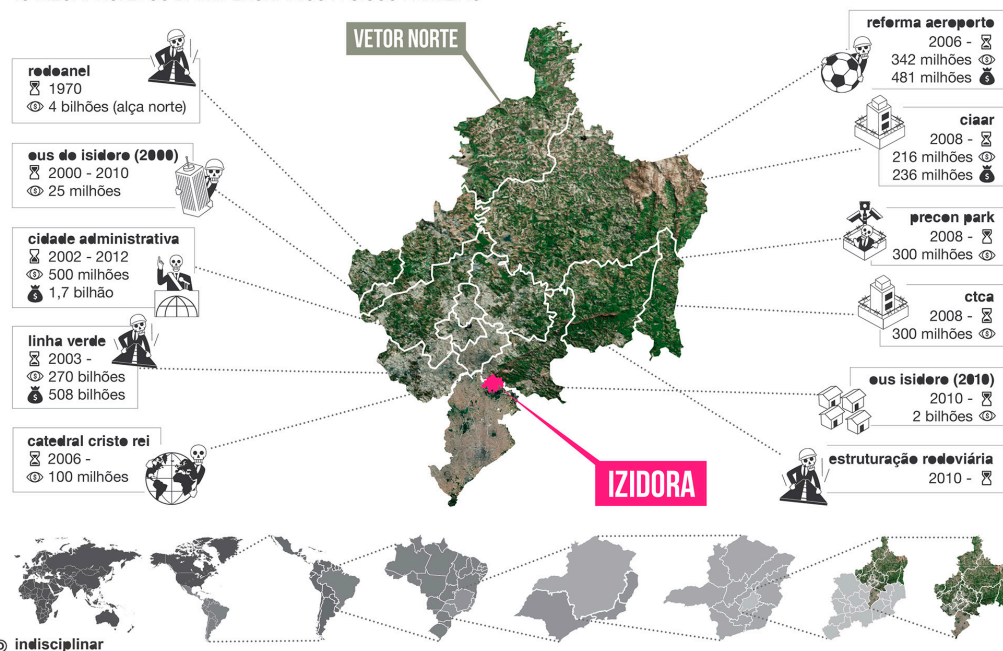 VETOR NORTE
rodoanel
1970
4 bilhões (alça norte)
ous do isidoro (2000)
2000 - 2010
25 milhões
cidade administrativa
2002 - 2012
500 milhões
1,7 bilhão
linha verde
2003 -
270 bilhões
508 bilhões
catedral cristo rei
2006 -
100 milhões
reforma aeroporto
2006 -
342 milhões
481 milhões
ciaar
2008 -
216 milhões
236 milhões
precon park
2008 -
300 milhões
ctca
2008 -
300 milhões
ous isidoro (2010)
2010 -
2 bilhões
estruturação rodoviária
2010 -
IZIDORA
indisciplinar